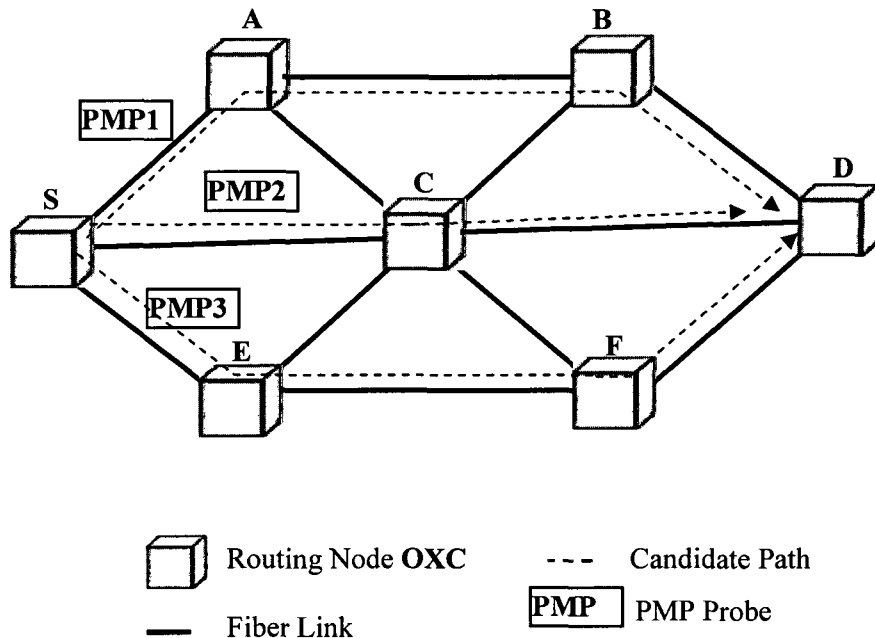 A
B
PMP1
S
PMP2
C
D
PMP3
E
F
Routing Node OXC
Candidate Path
Fiber Link
PMP
PMP Probe